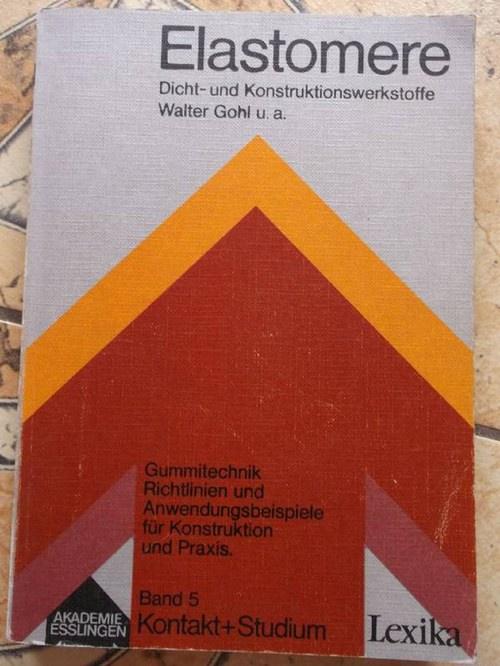 Elastomere
Dicht- und Konstruktionswerkstoffe
Walter Gohl u. a.
Gummitechnik
Richtlinien und
Anwendungsbeispiele
für Konstruktion
und Praxis.
Band 5
Kontakt+Studium
AKADEMIE
ESSLINGEN
Lexika